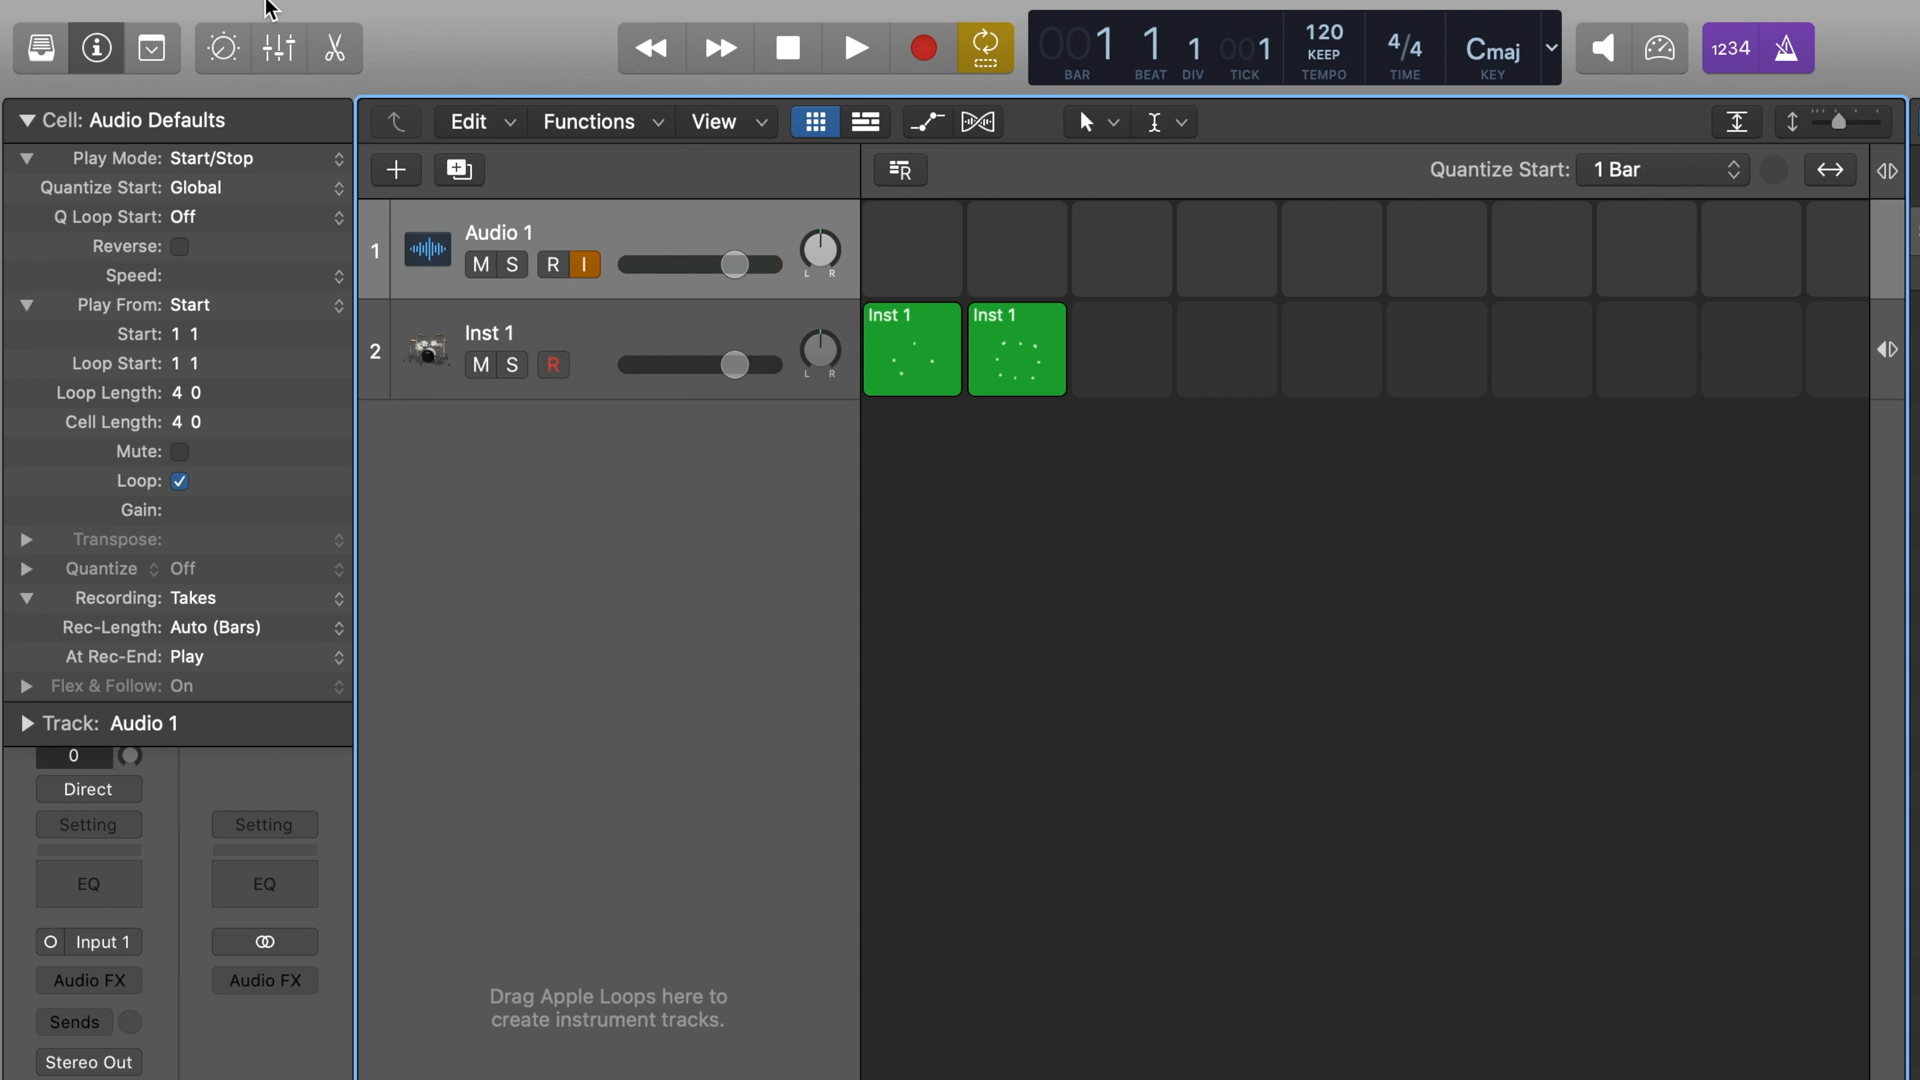 001 1 1 001
BAR BEAT DIV TICK
120
KEEP
TEMPO
4/4
TIME
Cmaj
KEY
1234
Cell: Audio Defaults
Play Mode: Start/Stop
Quantize Start: Global
Q Loop Start: Off
Reverse:
Speed:
Play From: Start
Start: 1 1
Loop Start: 1 1
Loop Length: 4 0
Cell Length: 4 0
Mute:
Loop:
Gain:
Transpose:
Quantize Off
Recording: Takes
Rec-Length: Auto (Bars)
At Rec-End: Play
Flex & Follow: On
Track: Audio 1
0
Direct
Setting
EQ
Input 1
Audio FX
Sends
Stereo Out
Setting
EQ
Audio FX
Edit Functions View
Quantize Start: 1 Bar
1
Audio 1
M S R I
L R
2
Inst 1
M S R
L R
Inst 1
Inst 1
Drag Apple Loops here to
create instrument tracks.